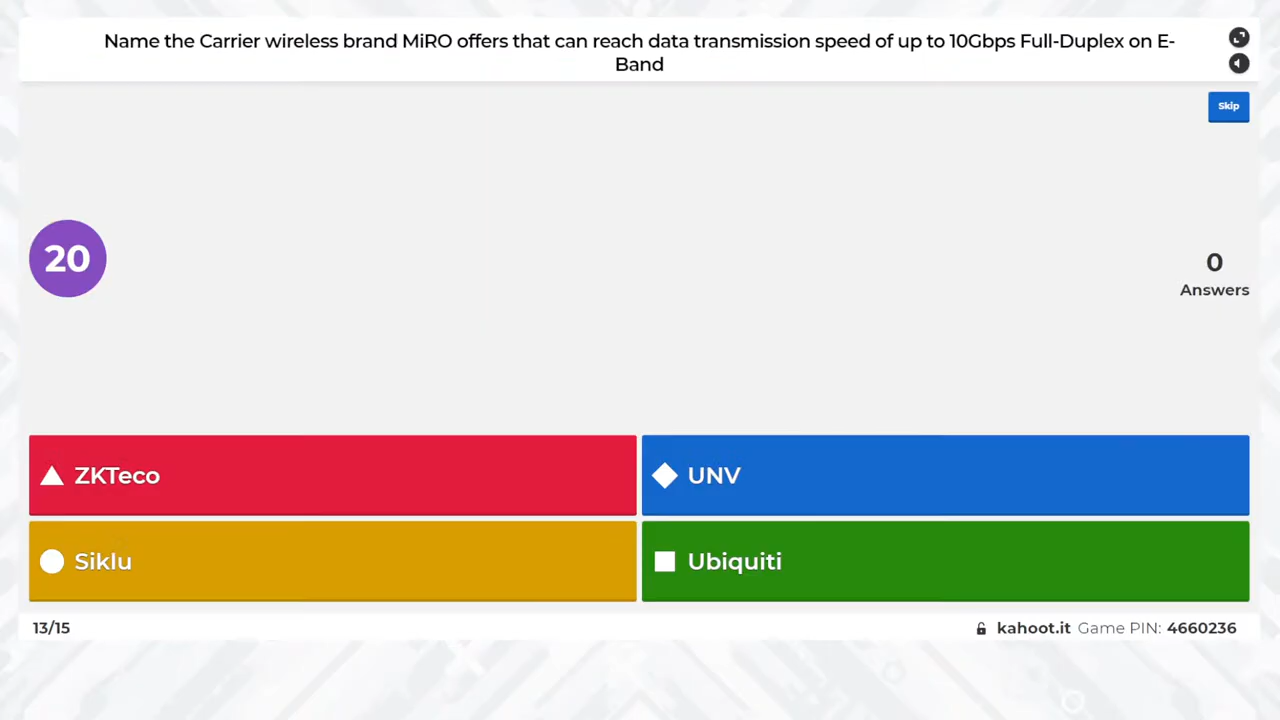 Name the Carrier wireless brand MiRO offers that can reach data transmission speed of up to 10Gbps Full-Duplex on E-
Band
Skip
20
0
Answers
ZKTeco
UNV
Siklu
Ubiquiti
13/15
kahoot.it Game PIN: 4660236